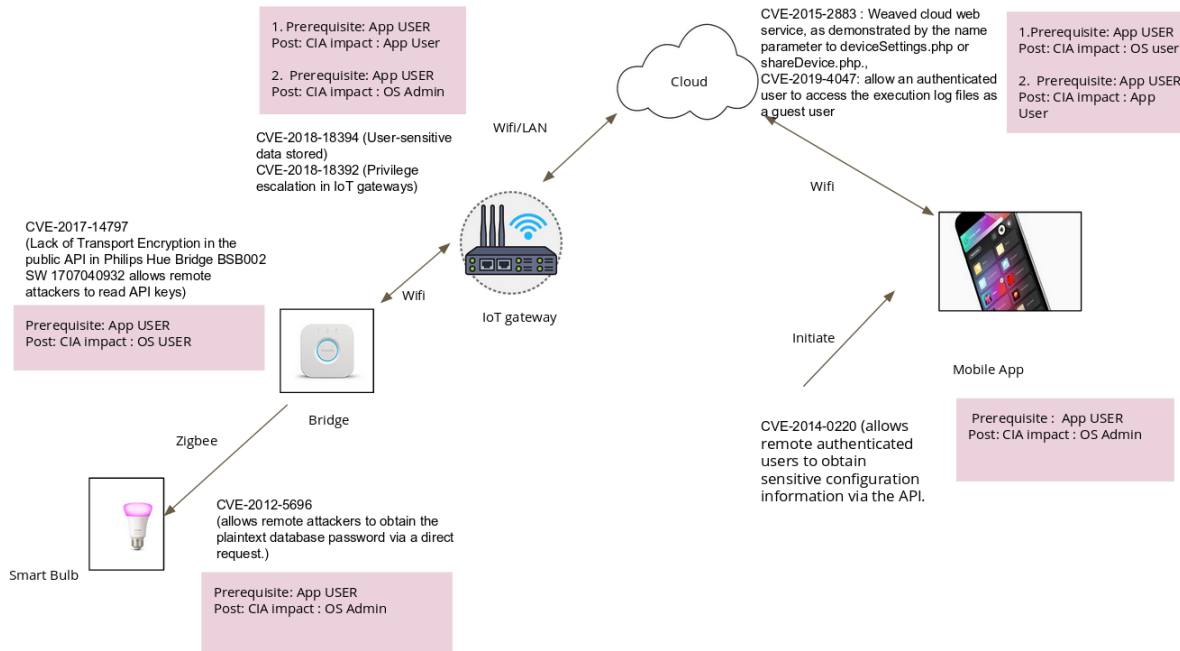 1. Prerequisite: App USER
Post: CIA impact : App User
2. Prerequisite: App USER
Post: CIA impact : OS Admin
CVE-2018-18394 (User-sensitive
data stored)
CVE-2018-18392 (Privilege
escalation in IoT gateways)
Wifi/LAN
Cloud
CVE-2015-2883 : Weaved cloud web
service, as demonstrated by the name
parameter to deviceSettings.php or
shareDevice.php.,
CVE-2019-4047: allow an authenticated
user to access the execution log files as
a guest user
1.Prerequisite: App USER
Post: CIA impact : OS user
2. Prerequisite: App USER
Post: CIA impact : App
User
Wifi
CVE-2017-14797
(Lack of Transport Encryption in the
public API in Philips Hue Bridge BSB002
SW 1707040932 allows remote
attackers to read API keys)
Prerequisite: App USER
Post: CIA impact : OS USER
Wifi
IoT gateway
Bridge
Initiate
Mobile App
Zigbee
CVE-2014-0220 (allows
remote authenticated
users to obtain
sensitive configuration
information via the API.
Prerequisite : App USER
Post: CIA impact : OS Admin
Smart Bulb
CVE-2012-5696
(allows remote attackers to obtain the
plaintext database password via a direct
request.)
Prerequisite: App USER
Post: CIA impact : OS Admin